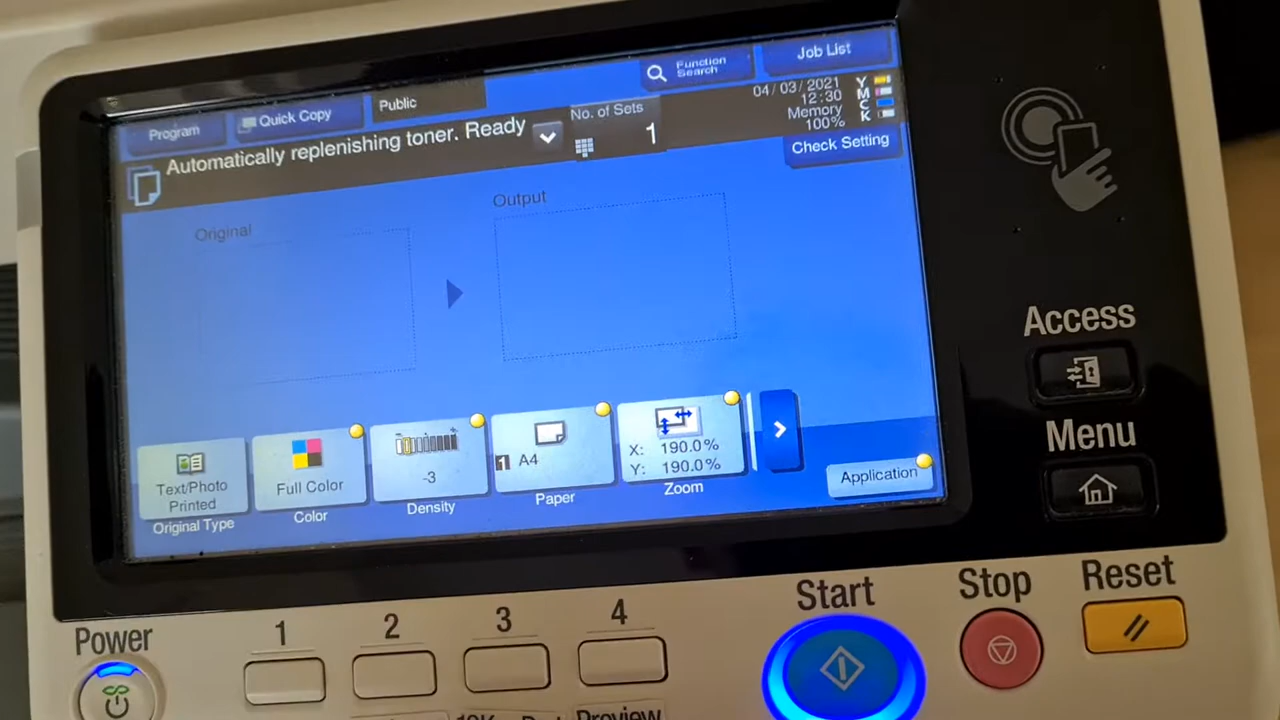 Function
Search
Job List
Program
Quick Copy
Public
Automatically replenishing toner. Ready
No. of Sets
1
04/03/2021
12:30
Memory
100%
Y
M
C
K
Check Setting
Original
Output
Text/Photo
Printed
Original Type
Full Color
Color
-3
Density
1 A4
Paper
X: 190.0%
Y: 190.0%
Zoom
Application
Access
Menu
Power
1
2
3
4
Start
Stop
Reset
Preview